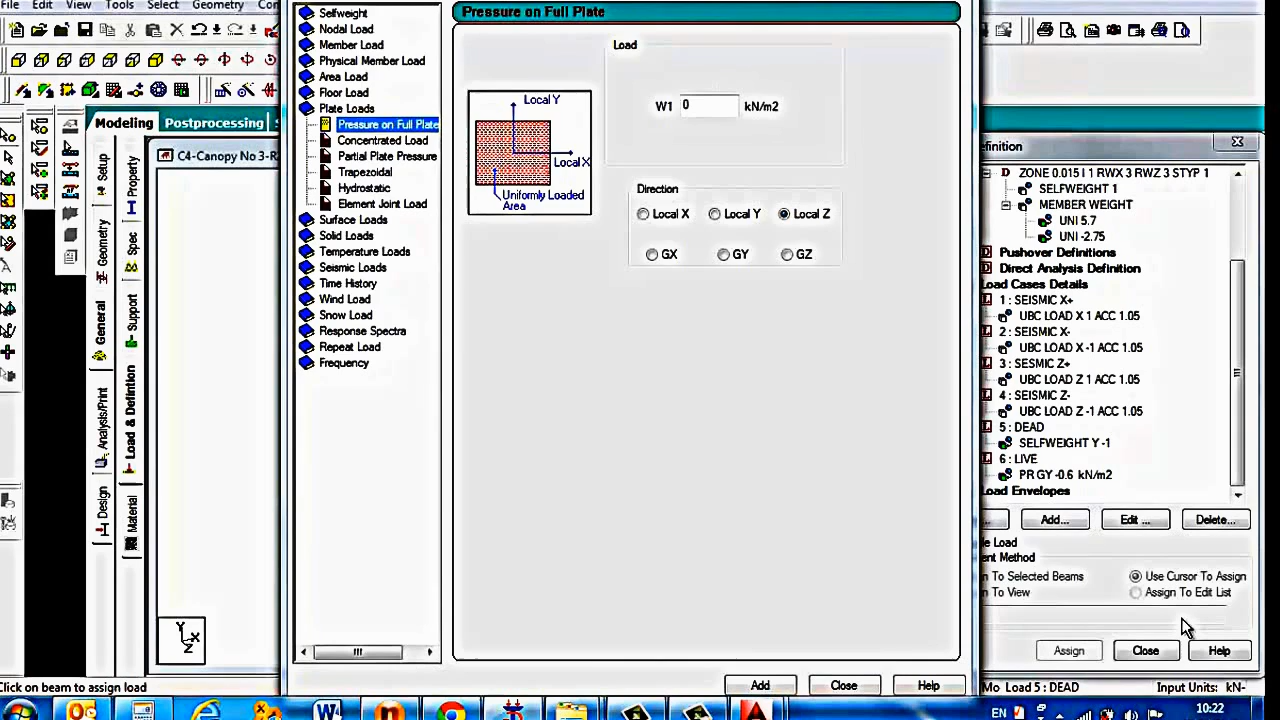 File Edit View Tools Select Geometry
Modeling
Postprocessing
C4-Canopy No 3-R
Setup
Geometry
General
Analysis/Print
Design
Property
Spec
Support
Load & Definition
Material
Selfweight
Nodal Load
Member Load
Physical Member Load
Area Load
Floor Load
Plate Loads
Pressure on Full Plate
Concentrated Load
Partial Plate Pressure
Trapezoidal
Hydrostatic
Element Joint Load
Surface Loads
Solid Loads
Temperature Loads
Seismic Loads
Time History
Wind Load
Snow Load
Response Spectra
Repeat Load
Frequency
Pressure on Full Plate
Load
W1 0 kN/m2
Local Y
Local X
Uniformly Loaded
Area
Direction
Local X Local Y Local Z
GX GY GZ
Add Close Help
efinition
ZONE 0.015 I 1 RWX 3 RWZ 3 STYP 1
SELFWEIGHT 1
MEMBER WEIGHT
UNI 5.7
UNI -2.75
Pushover Definitions
Direct Analysis Definition
Load Cases Details
1 : SEISMIC X+
UBC LOAD X 1 ACC 1.05
2 : SEISMIC X-
UBC LOAD X -1 ACC 1.05
3 : SESMIC Z+
UBC LOAD Z 1 ACC 1.05
4 : SEISMIC Z-
UBC LOAD Z -1 ACC 1.05
5 : DEAD
SELFWEIGHT Y -1
6 : LIVE
PR GY -0.6 kN/m2
Load Envelopes
... Add... Edit ... Delete...
le Load
ent Method
n To Selected Beams Use Cursor To Assign
n To View Assign To Edit List
Assign Close Help
Y X Z
Click on beam to assign load
Mo Load 5 : DEAD Input Units: kN-
EN 10:22